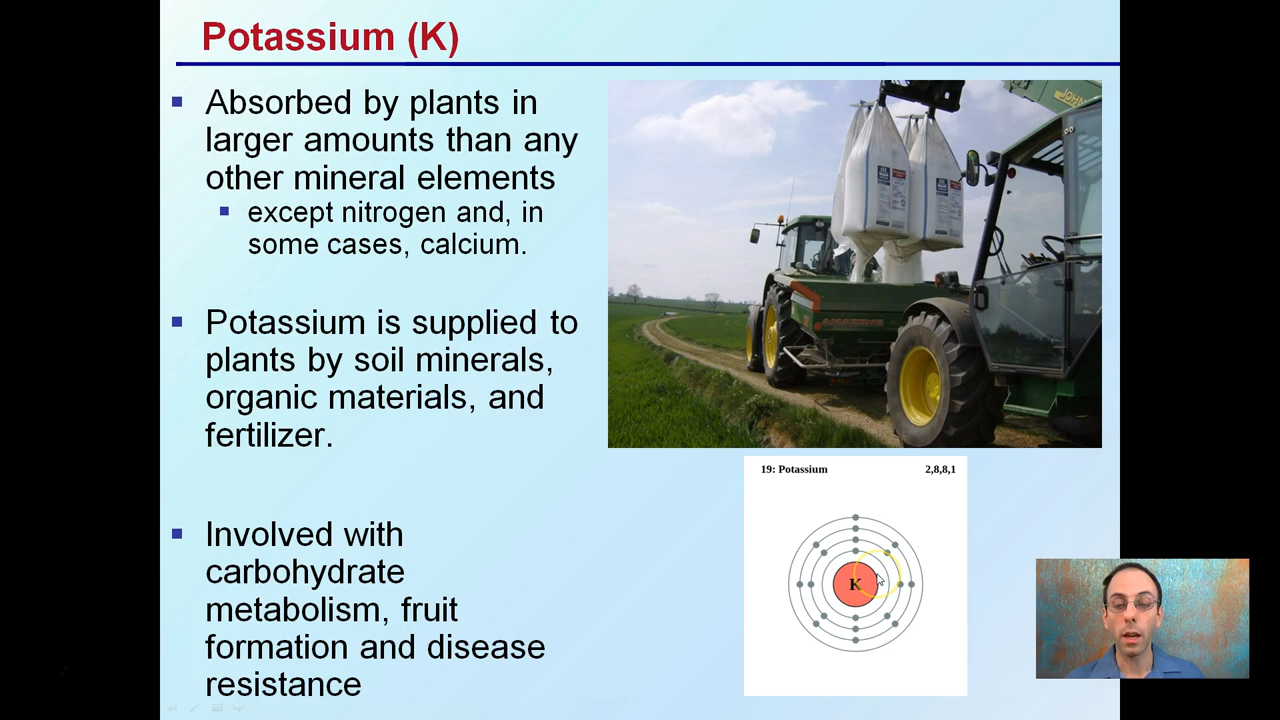 Potassium (K)
Absorbed by plants in
larger amounts than any
other mineral elements
except nitrogen and, in
some cases, calcium.
Potassium is supplied to
plants by soil minerals,
organic materials, and
fertilizer.
Involved with
carbohydrate
metabolism, fruit
formation and disease
resistance
JOHN
AMAZONE
19: Potassium 2,8,8,1
K